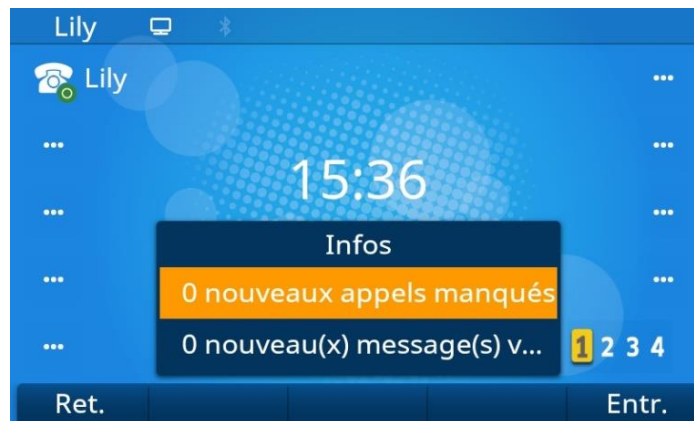 Lily
Lily
...
...
...
15:36
...
...
Infos
...
0 nouveaux appels manqués
...
...
0 nouveau(x) message(s) v...
1 2 3 4
Ret.
Entr.